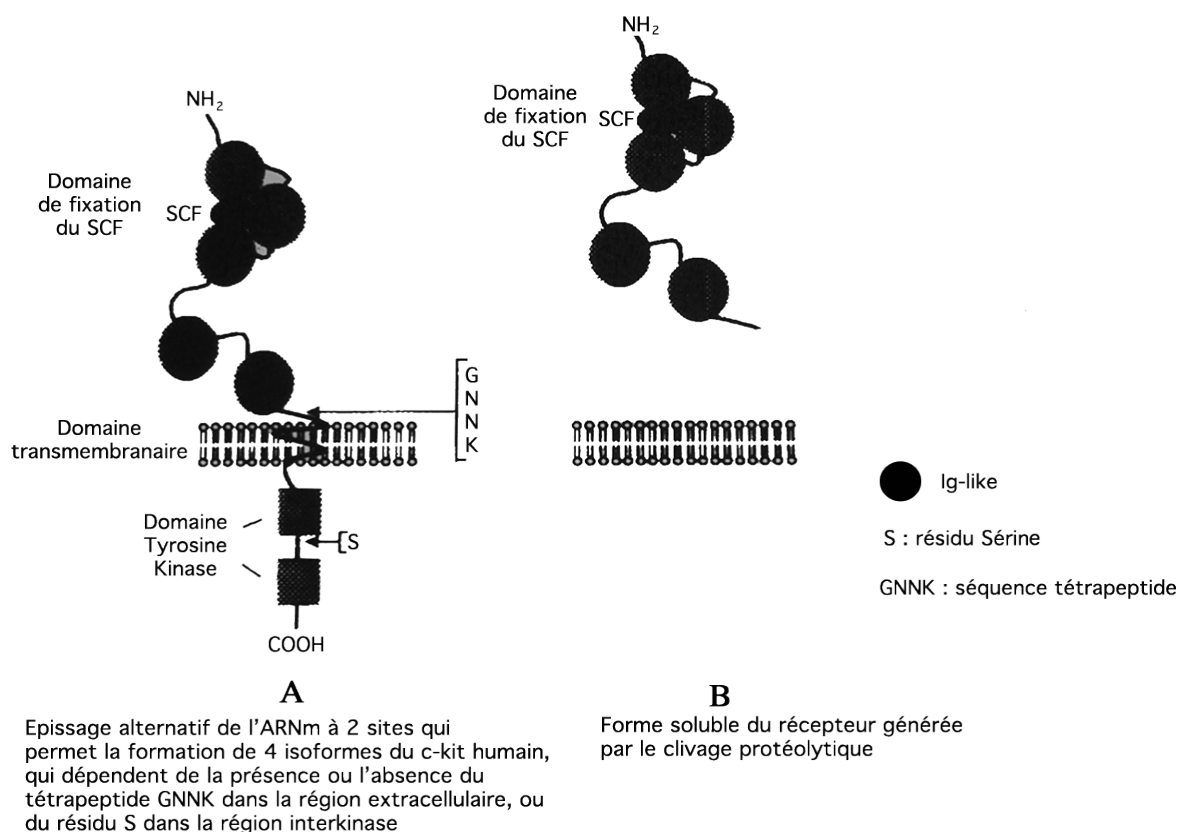 NH2
Domaine
de fixation
du SCF
SCF
Domaine
transmembranaire
G
N
N
K
Domaine
Tyrosine
Kinase
S
COOH
A
Epissage alternatif de l'ARNm à 2 sites qui
permet la formation de 4 isoformes du c-kit humain,
qui dépendent de la présence ou l'absence du
tétrapeptide GNNK dans la région extracellulaire, ou
du résidu S dans la région interkinase
NH2
Domaine
de fixation
du SCF
SCF
B
Forme soluble du récepteur générée
par le clivage protéolytique
Ig-like
S : résidu Sérine
GNNK : séquence tétrapeptide